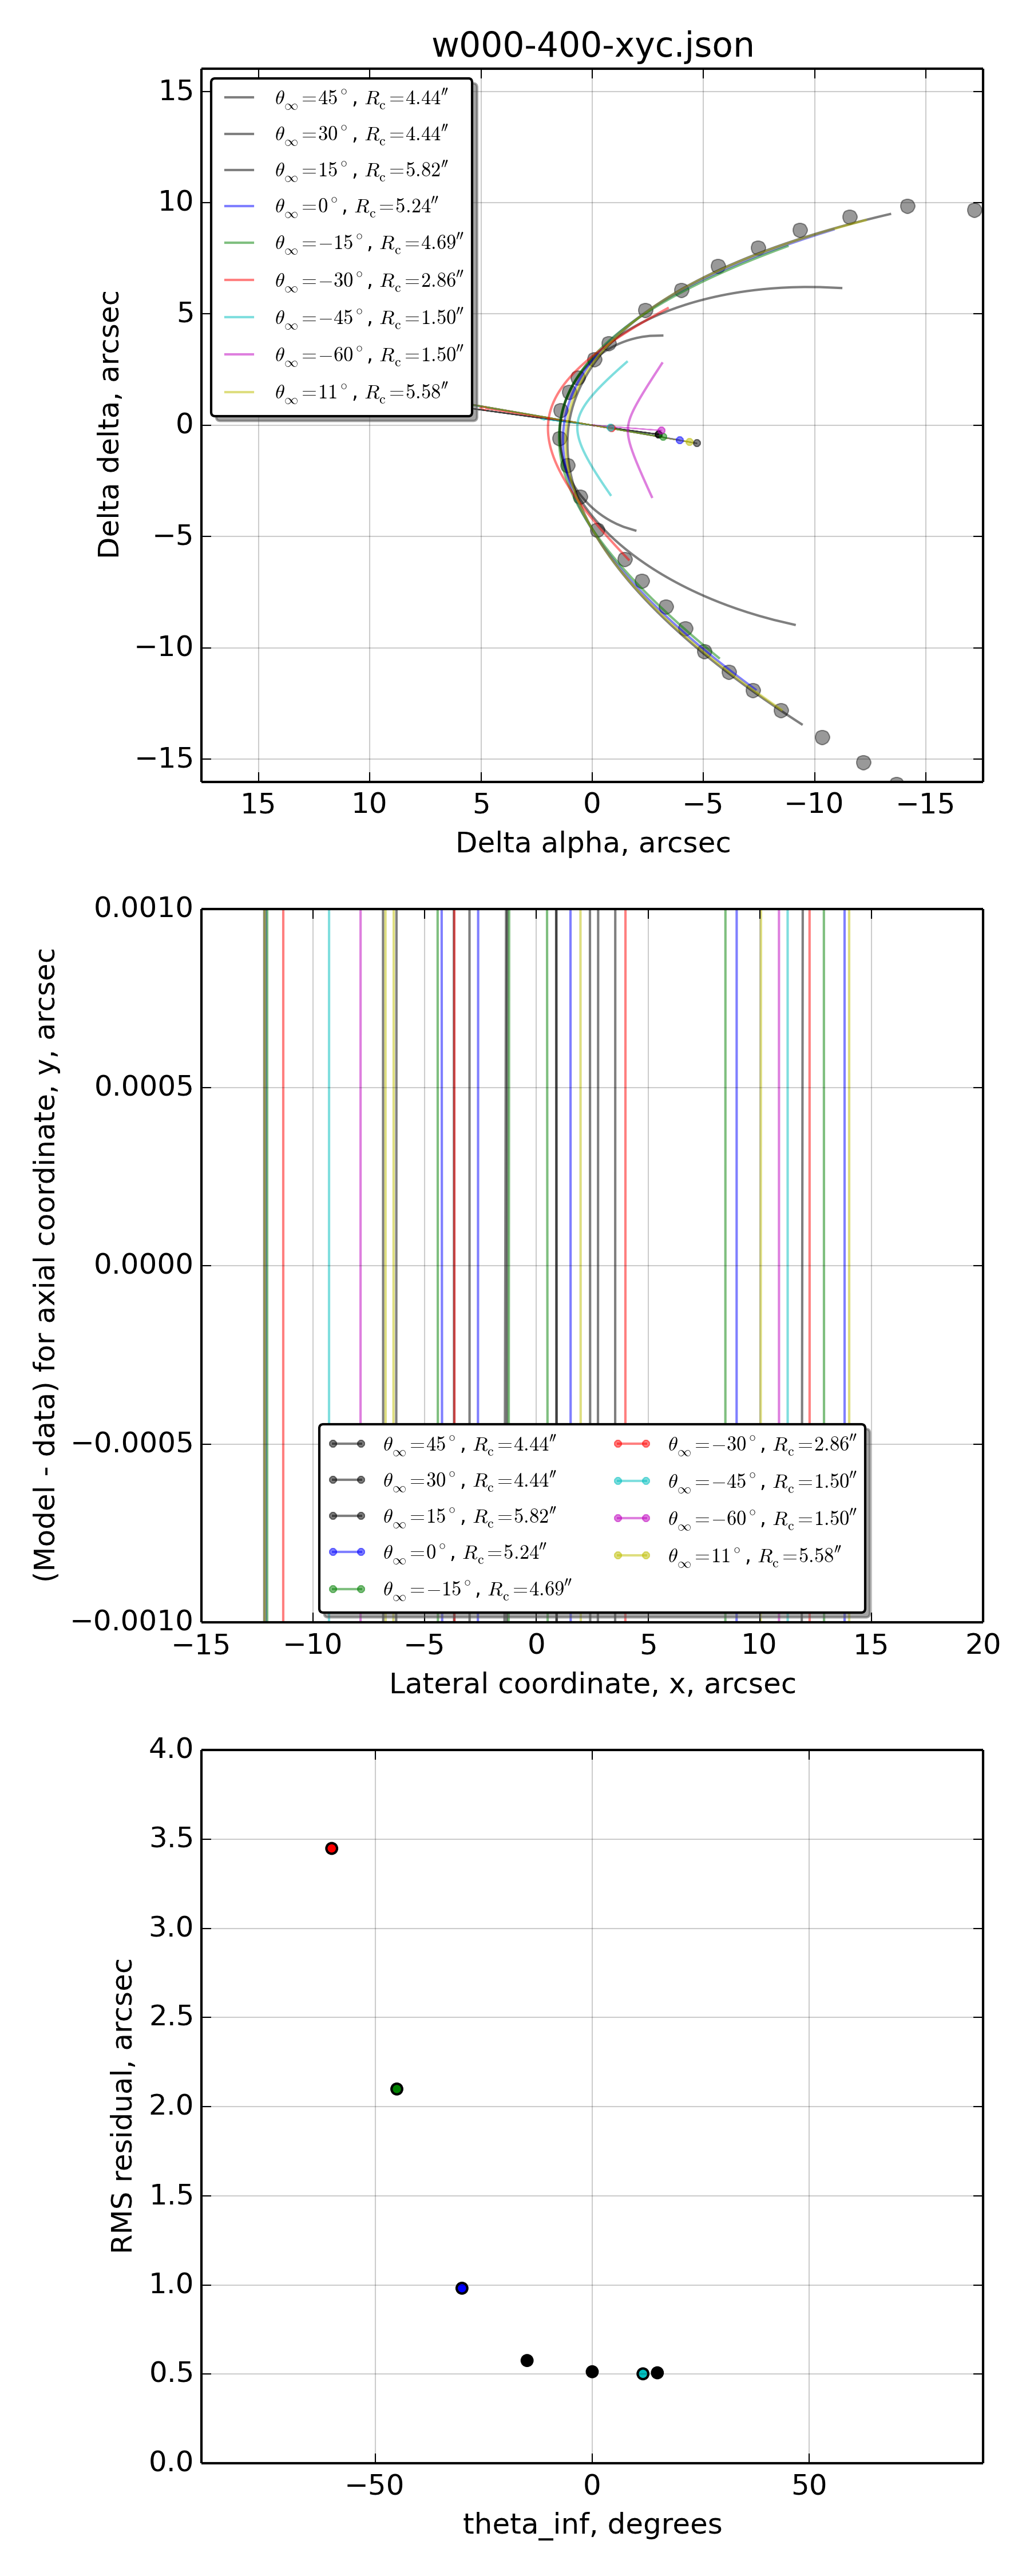 w000-400-xyc.json
15
10
5
0
−5
−10
−15
Delta delta, arcsec
θ∞=45°, Rc=4.44″
θ∞=30°, Rc=4.44″
θ∞=15°, Rc=5.82″
θ∞=0°, Rc=5.24″
θ∞=−15°, Rc=4.69″
θ∞=−30°, Rc=2.86″
θ∞=−45°, Rc=1.50″
θ∞=−60°, Rc=1.50″
θ∞=11°, Rc=5.58″
15 10 5 0 −5 −10 −15
Delta alpha, arcsec
0.0010
0.0005
0.0000
−0.0005
−0.0010
(Model - data) for axial coordinate, y, arcsec
θ∞=45°, Rc=4.44″
θ∞=30°, Rc=4.44″
θ∞=15°, Rc=5.82″
θ∞=0°, Rc=5.24″
θ∞=−15°, Rc=4.69″
θ∞=−30°, Rc=2.86″
θ∞=−45°, Rc=1.50″
θ∞=−60°, Rc=1.50″
θ∞=11°, Rc=5.58″
−15 −10 −5 0 5 10 15 20
Lateral coordinate, x, arcsec
4.0
3.5
3.0
2.5
2.0
1.5
1.0
0.5
0.0
RMS residual, arcsec
−50 0 50
theta_inf, degrees